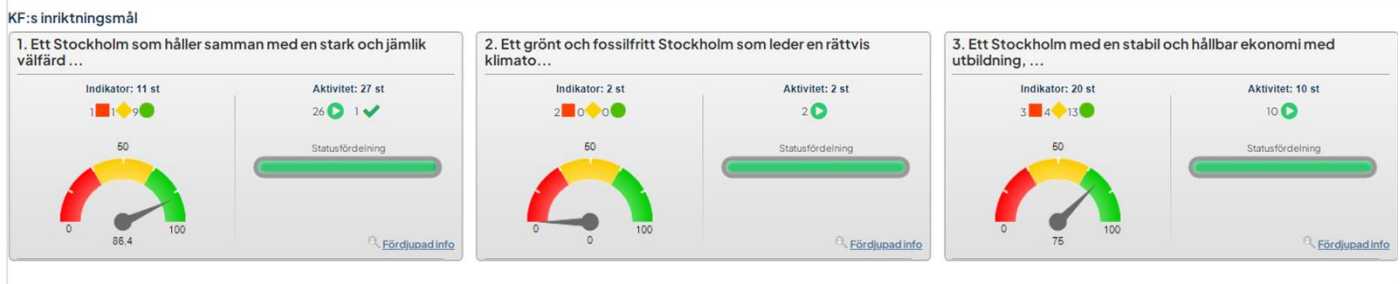 KF:s inriktningsmål
1. Ett Stockholm som håller samman med en stark och jämlik
välfärd ...
Indikator: 11 st
Aktivitet: 27 st
1 1 9
26 1
Statusfördelning
50
0
100
86,4
Fördjupad info
2. Ett grönt och fossilfritt Stockholm som leder en rättvis
klimato...
Indikator: 2 st
Aktivitet: 2 st
2 0 0
2
Statusfördelning
50
0
100
0
Fördjupad info
3. Ett Stockholm med en stabil och hållbar ekonomi med
utbildning, ...
Indikator: 20 st
Aktivitet: 10 st
3 4 13
10
Statusfördelning
50
0
100
75
Fördjupad info